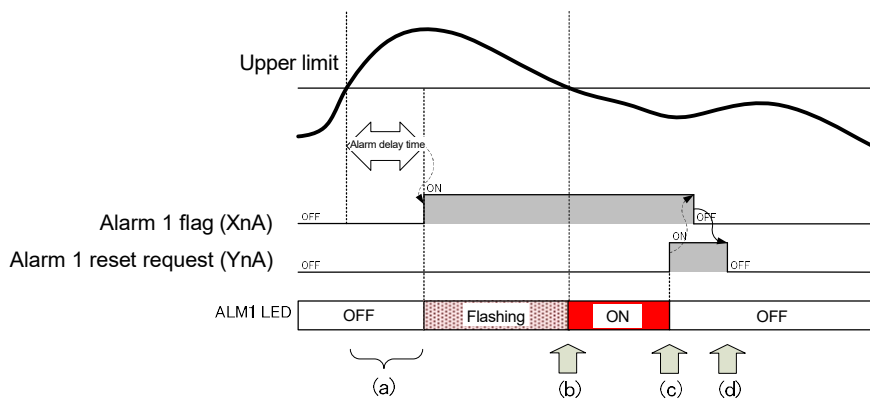 Upper limit
Alarm delay time
ON
Alarm 1 flag (XnA)
OFF
OFF
ON
Alarm 1 reset request (YnA)
OFF
OFF
ALM1 LED
OFF
Flashing
ON
OFF
(a)
(b)
(c)
(d)